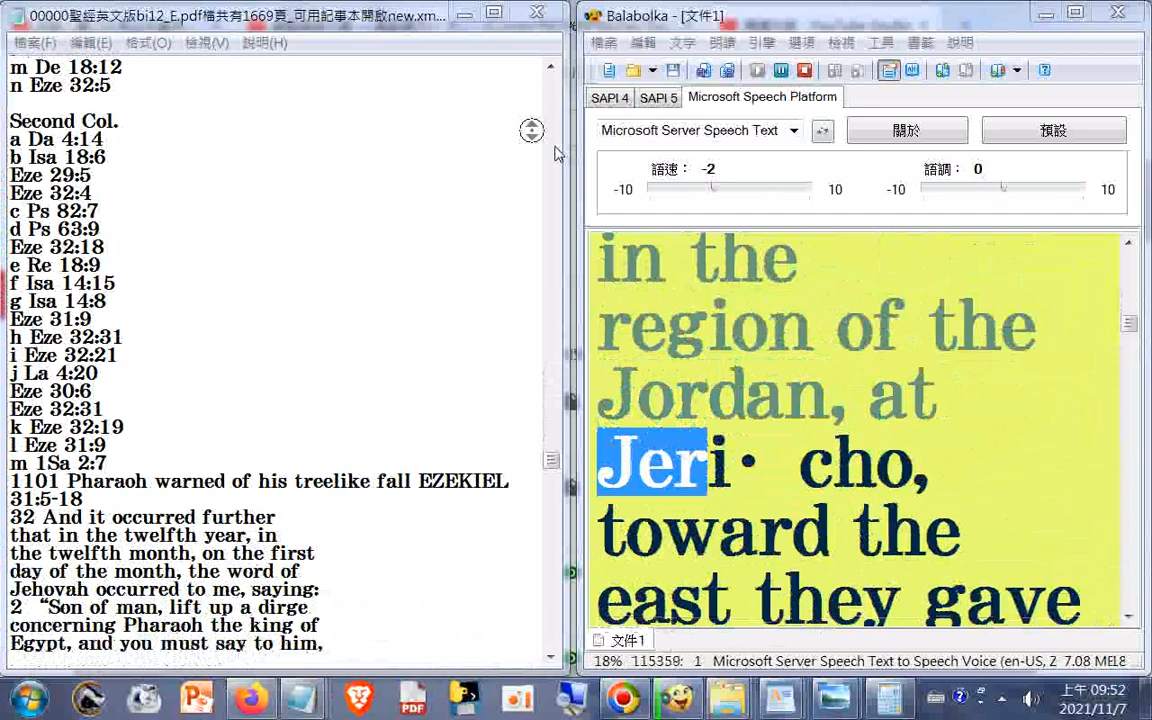 00000聖經英文版bi12_E.pdf檔共有1669頁_可用記事本開啟new.xm...
檔案(F) 編輯(E) 格式(O) 檢視(V) 說明(H)
m De 18:12
n Eze 32:5
Second Col.
a Da 4:14
b Isa 18:6
Eze 29:5
Eze 32:4
c Ps 82:7
d Ps 63:9
Eze 32:18
e Re 18:9
f Isa 14:15
g Isa 14:8
Eze 31:9
h Eze 32:31
i Eze 32:21
j La 4:20
Eze 30:6
Eze 32:31
k Eze 32:19
l Eze 31:9
m 1Sa 2:7
1101 Pharaoh warned of his treelike fall EZEKIEL
31:5-18
32 And it occurred further
that in the twelfth year, in
the twelfth month, on the first
day of the month, the word of
Jehovah occurred to me, saying:
2 “Son of man, lift up a dirge
concerning Pharaoh the king of
Egypt, and you must say to him,
Balabolka - [文件1]
檔案 編輯 文字 朗讀 引擎 選項 檢視 工具 書籤 說明
SAPI 4 SAPI 5 Microsoft Speech Platform
Microsoft Server Speech Text 關於 預設
語速： -2 語調： 0
-10 10 -10 10
in the
region of the
Jordan, at
Jeri· cho,
toward the
east they gave
文件1
18% 115359: 1 Microsoft Server Speech Text to Speech Voice (en-US, Z 7.08 MEL8
PDF
上午 09:52
2021/11/7